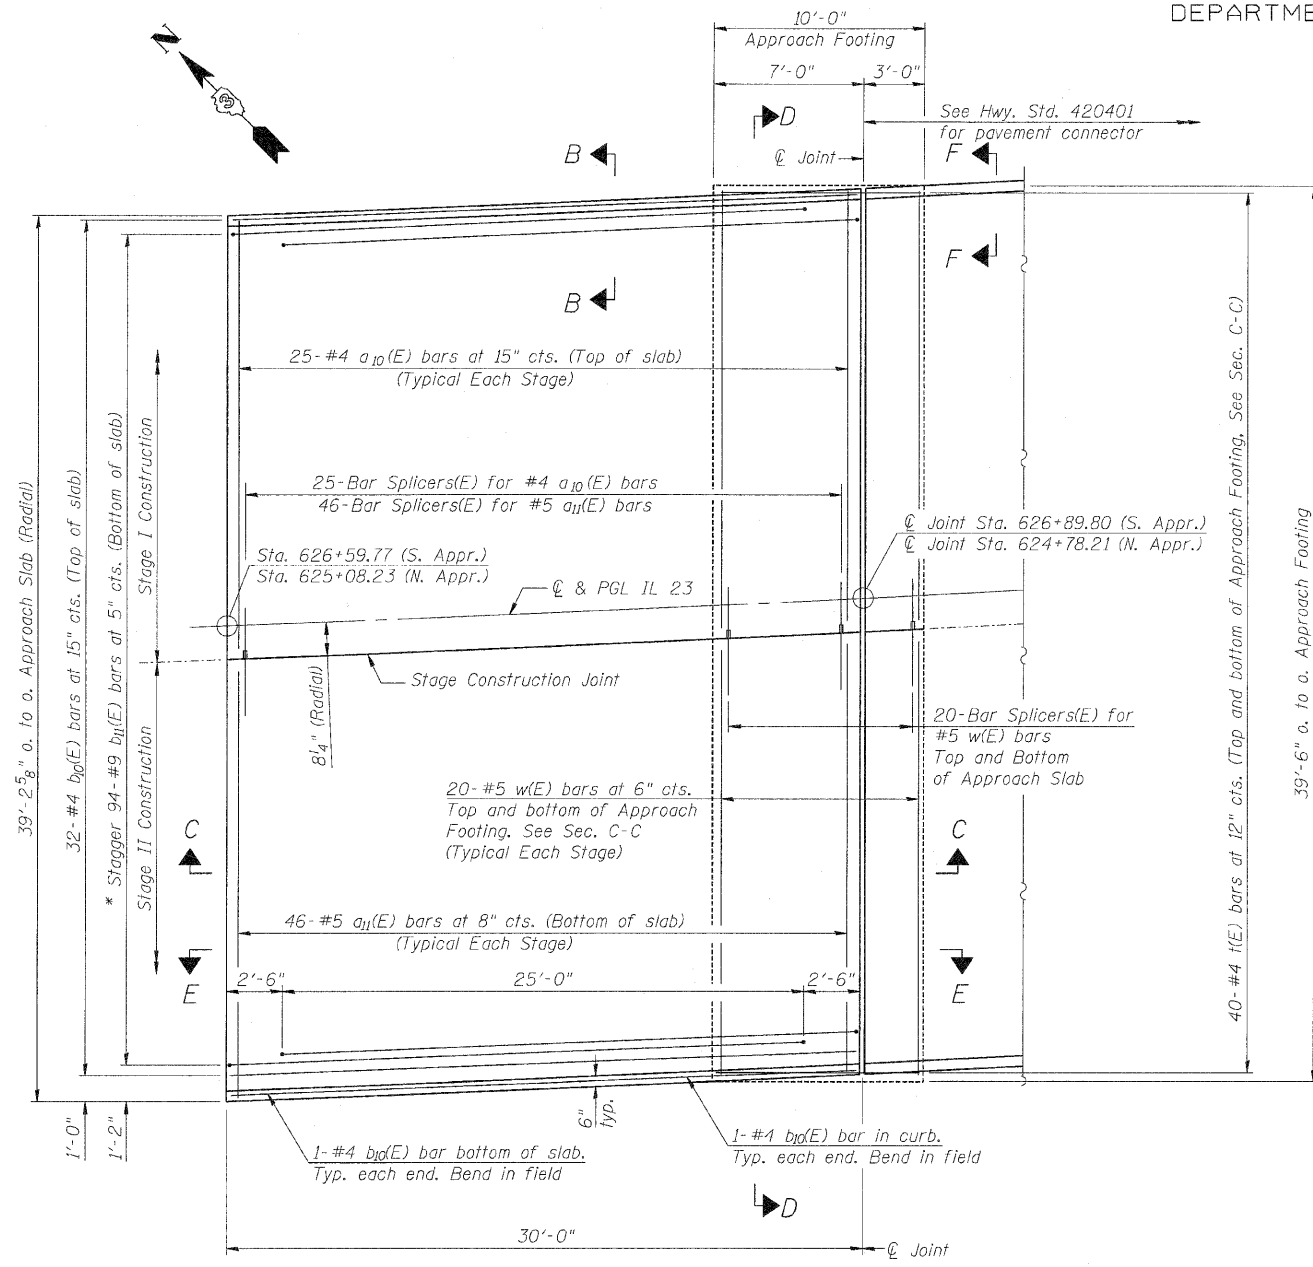 DEPARTME
N
10'-0"
Approach Footing
7'-0"
3'-0"
D
See Hwy. Std. 420401
for pavement connector
℄ Joint
B
F
B
F
25-#4 a10(E) bars at 15" cts. (Top of slab)
(Typical Each Stage)
25-Bar Splicers(E) for #4 a10(E) bars
46-Bar Splicers(E) for #5 a11(E) bars
Sta. 626+59.77 (S. Appr.)
Sta. 625+08.23 (N. Appr.)
℄ & PGL IL 23
℄ Joint Sta. 626+89.80 (S. Appr.)
℄ Joint Sta. 624+78.21 (N. Appr.)
39'-2 5/8" o. to o. Approach Slab (Radial)
32-#4 b10(E) bars at 15" cts. (Top of slab)
* Stagger 94-#9 b11(E) bars at 5" cts. (Bottom of slab)
Stage I Construction
Stage II Construction
Stage Construction Joint
8 1/4" (Radial)
20-Bar Splicers(E) for
#5 w(E) bars
Top and Bottom
of Approach Slab
20-#5 w(E) bars at 6" cts.
Top and bottom of Approach
Footing. See Sec. C-C
(Typical Each Stage)
40-#4 t(E) bars at 12" cts. (Top and bottom of Approach Footing, See Sec. C-C)
39'-6" o. to o. Approach Footing
C
C
46-#5 a11(E) bars at 8" cts. (Bottom of slab)
(Typical Each Stage)
E
E
2'-6"
25'-0"
2'-6"
1'-0"
1'-2"
6"
typ.
1-#4 b10(E) bar bottom of slab.
Typ. each end. Bend in field
1-#4 b10(E) bar in curb.
Typ. each end. Bend in field
D
30'-0"
℄ Joint